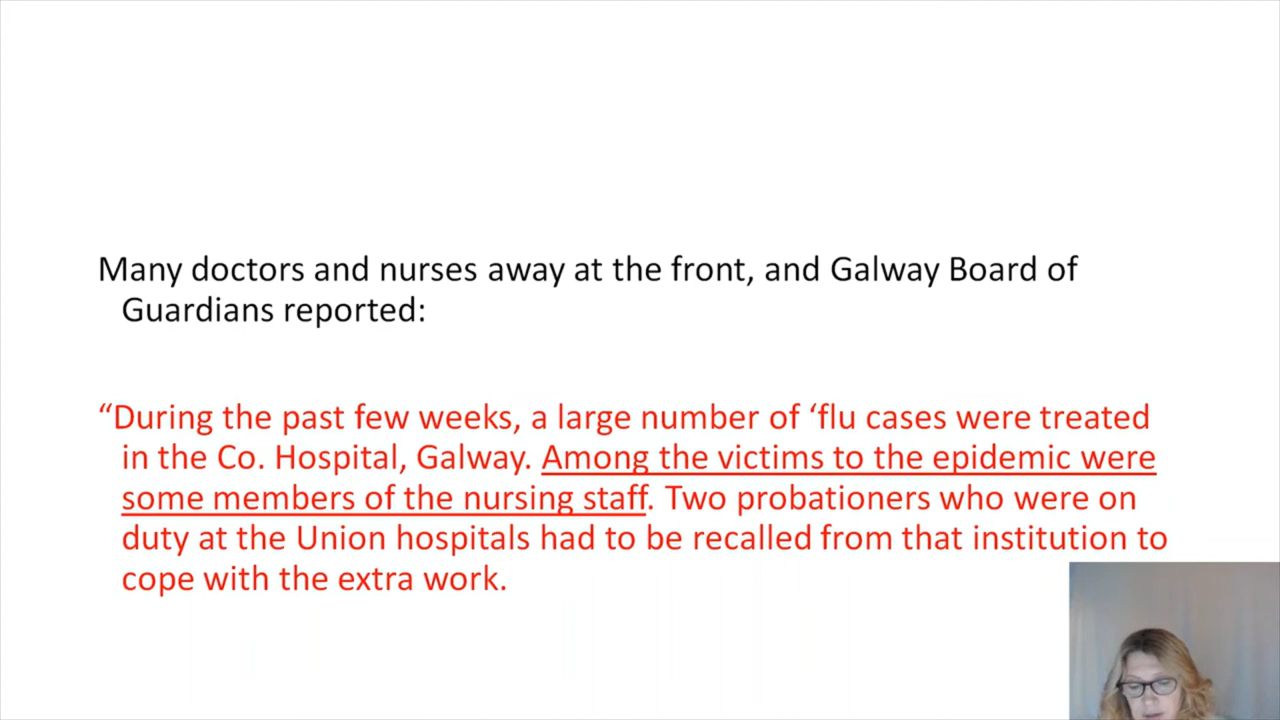 Many doctors and nurses away at the front, and Galway Board of
Guardians reported:
“During the past few weeks, a large number of ‘flu cases were treated
in the Co. Hospital, Galway. Among the victims to the epidemic were
some members of the nursing staff. Two probationers who were on
duty at the Union hospitals had to be recalled from that institution to
cope with the extra work.